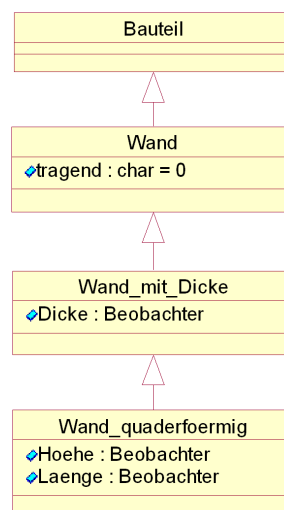 Bauteil
Wand
tragend : char = 0
Wand_mit_Dicke
Dicke : Beobachter
Wand_quaderfoermig
Hoehe : Beobachter
Laenge : Beobachter